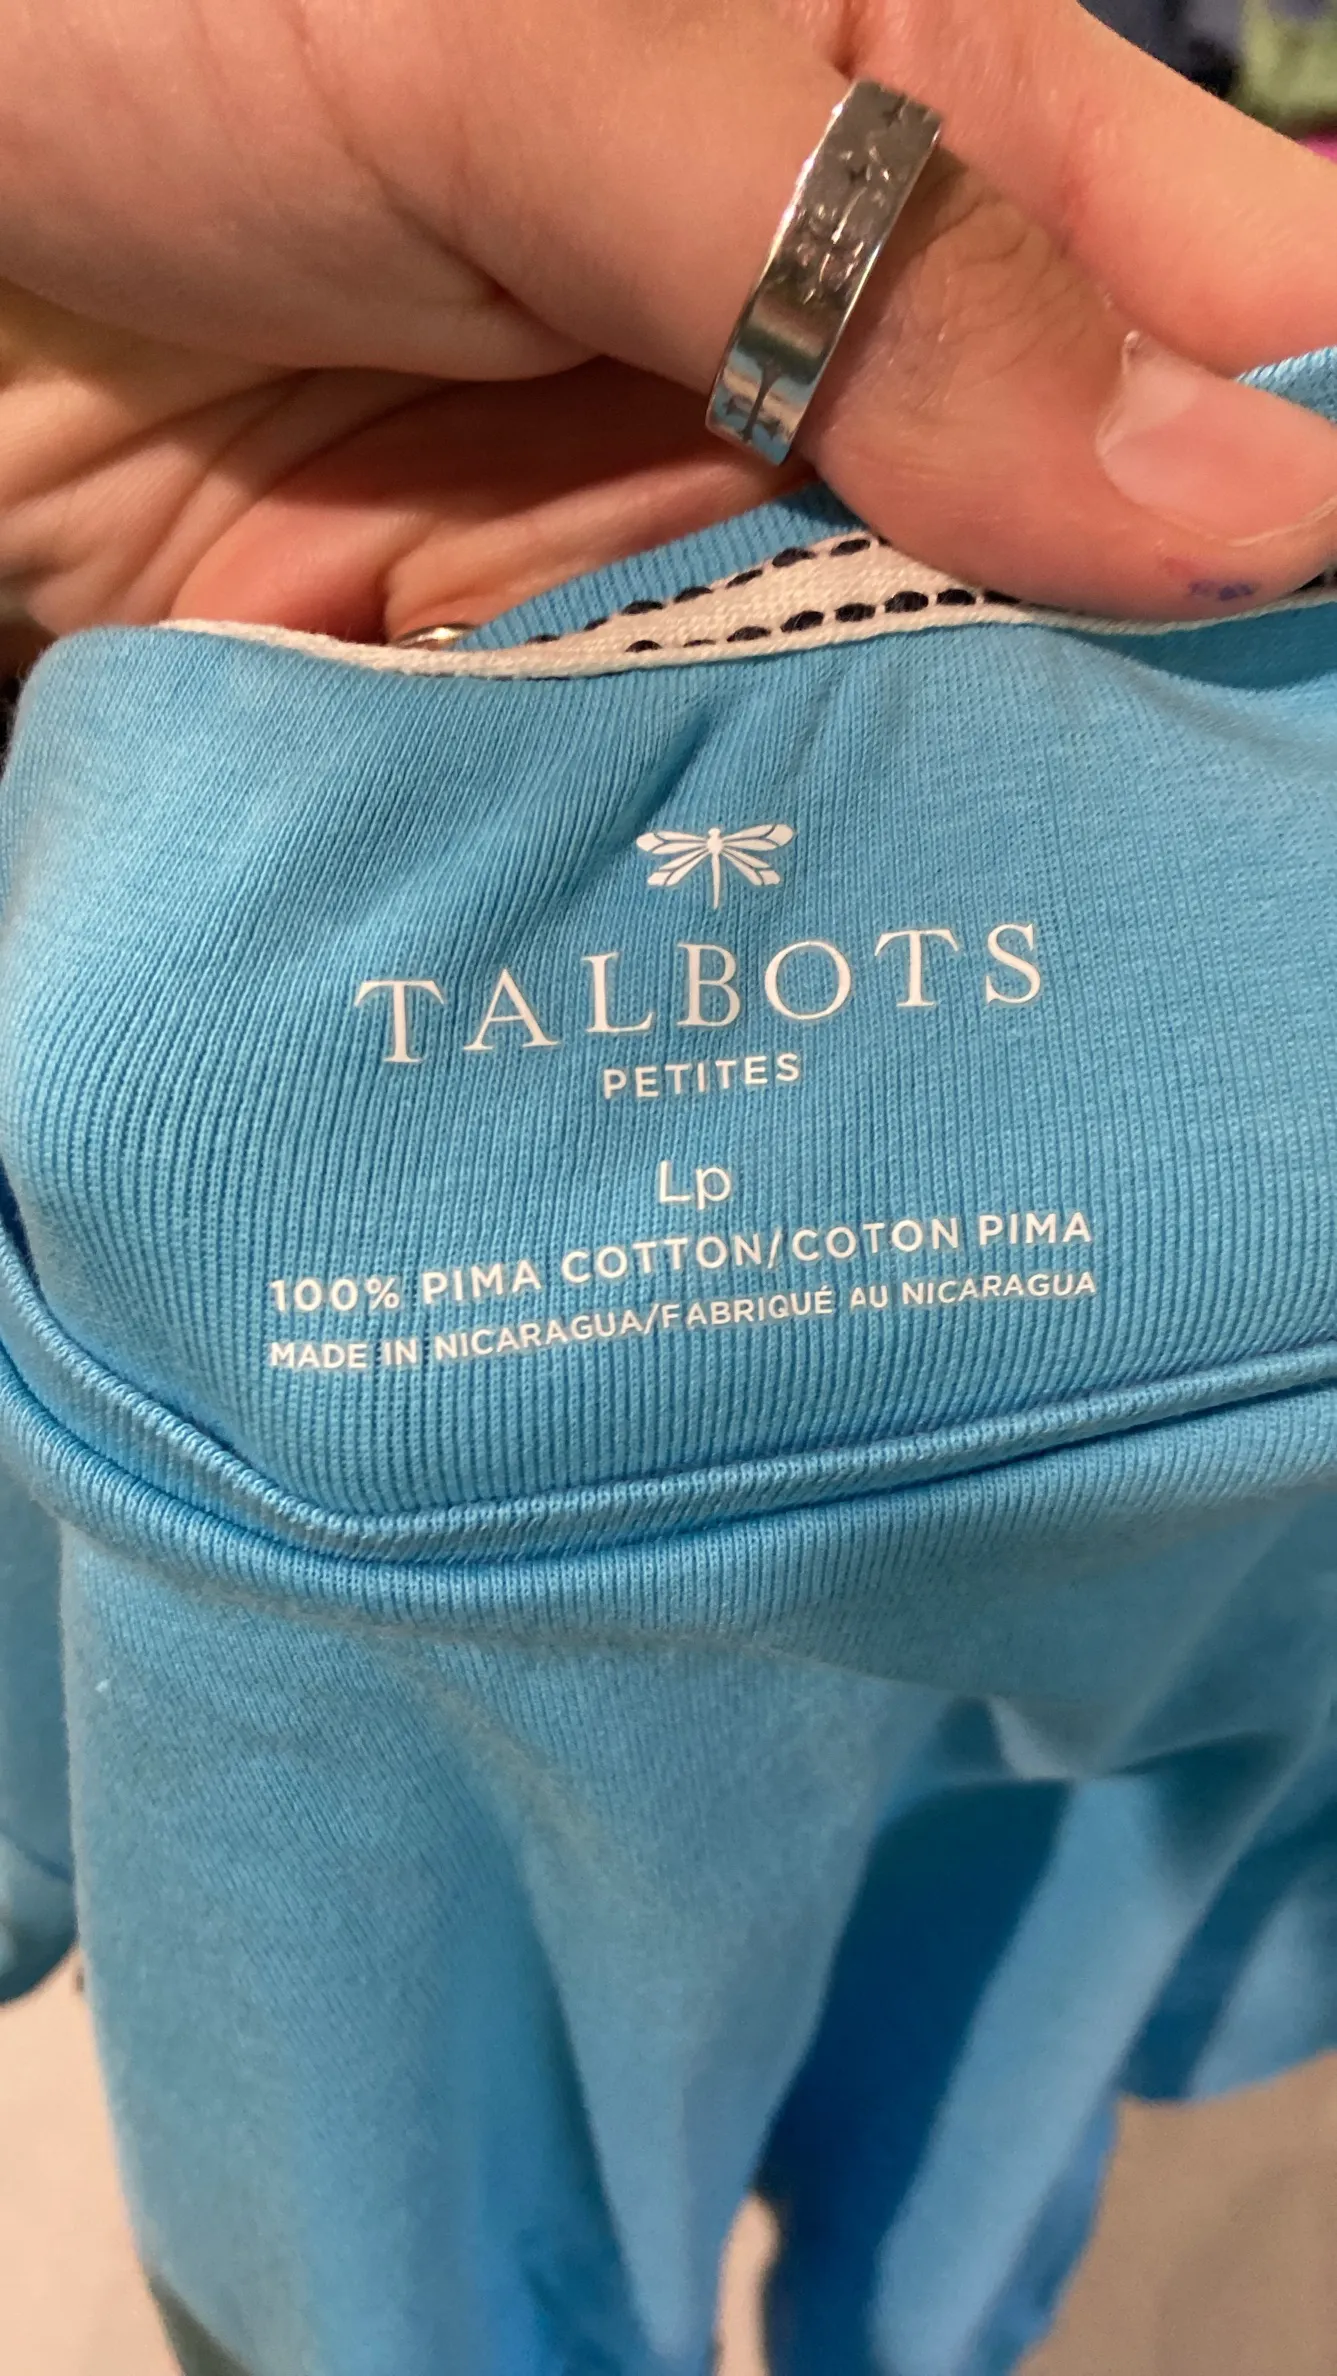 TALBOTS
PETITES
Lp
100% PIMA COTTON/COTON PIMA
MADE IN NICARAGUA/FABRIQUÉ AU NICARAGUA